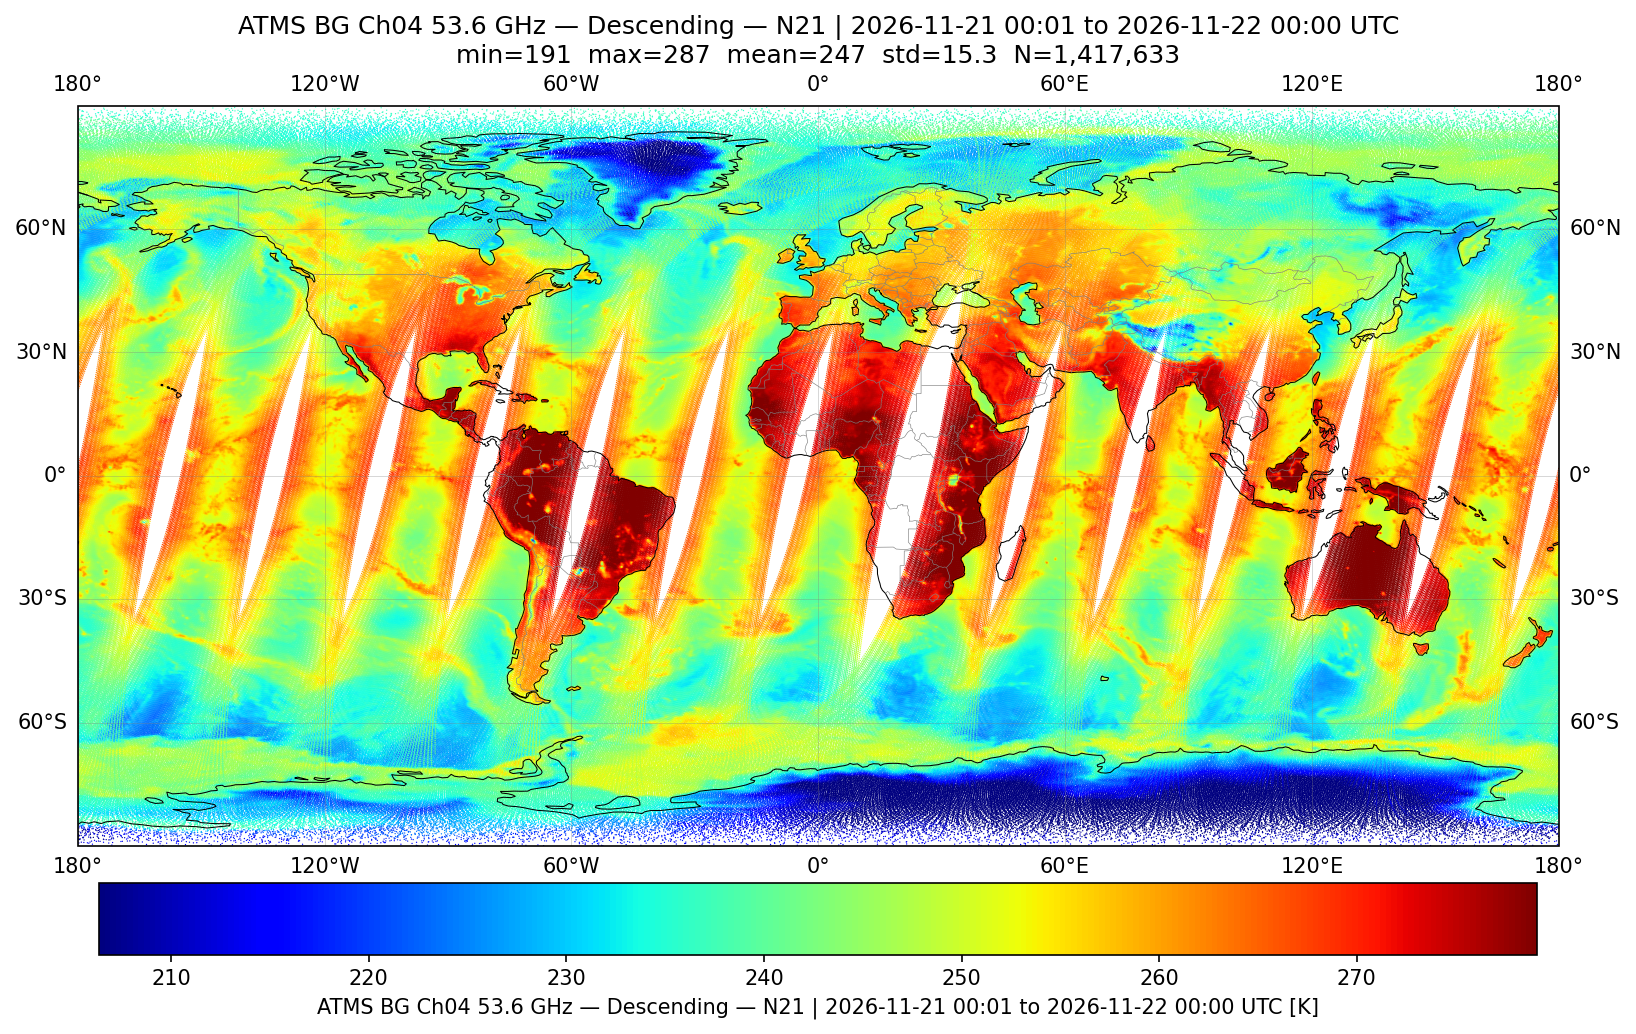 ATMS BG Ch04 53.6 GHz — Descending — N21 | 2026-11-21 00:01 to 2026-11-22 00:00 UTC
min=191 max=287 mean=247 std=15.3 N=1,417,633
180° 120°W 60°W 0° 60°E 120°E 180°
60°N 60°N
30°N 30°N
0° 0°
30°S 30°S
60°S 60°S
180° 120°W 60°W 0° 60°E 120°E 180°
210 220 230 240 250 260 270
ATMS BG Ch04 53.6 GHz — Descending — N21 | 2026-11-21 00:01 to 2026-11-22 00:00 UTC [K]